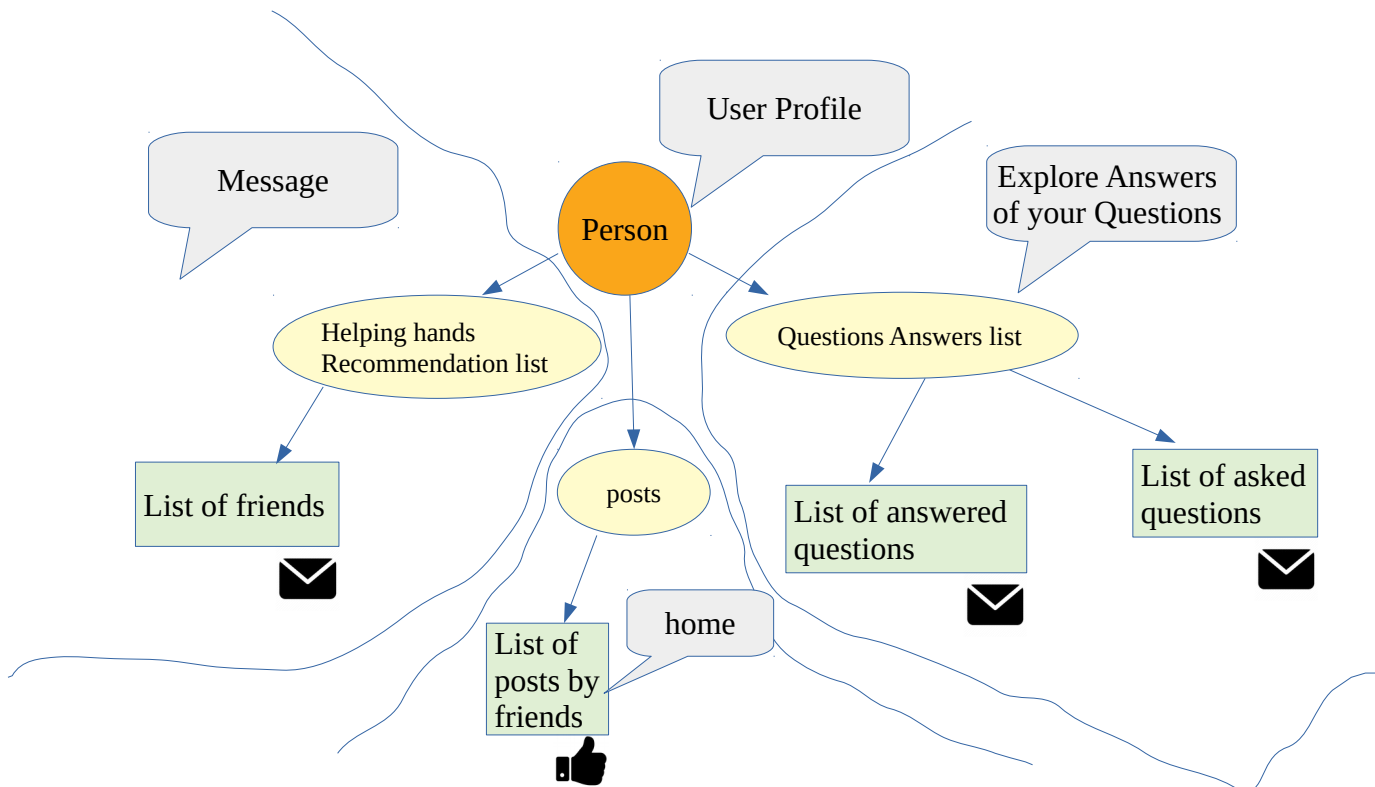 User Profile
Message
Explore Answers
of your Questions
Person
Helping hands
Recommendation list
Questions Answers list
List of friends
posts
List of answered
questions
List of asked
questions
home
List of
posts by
friends